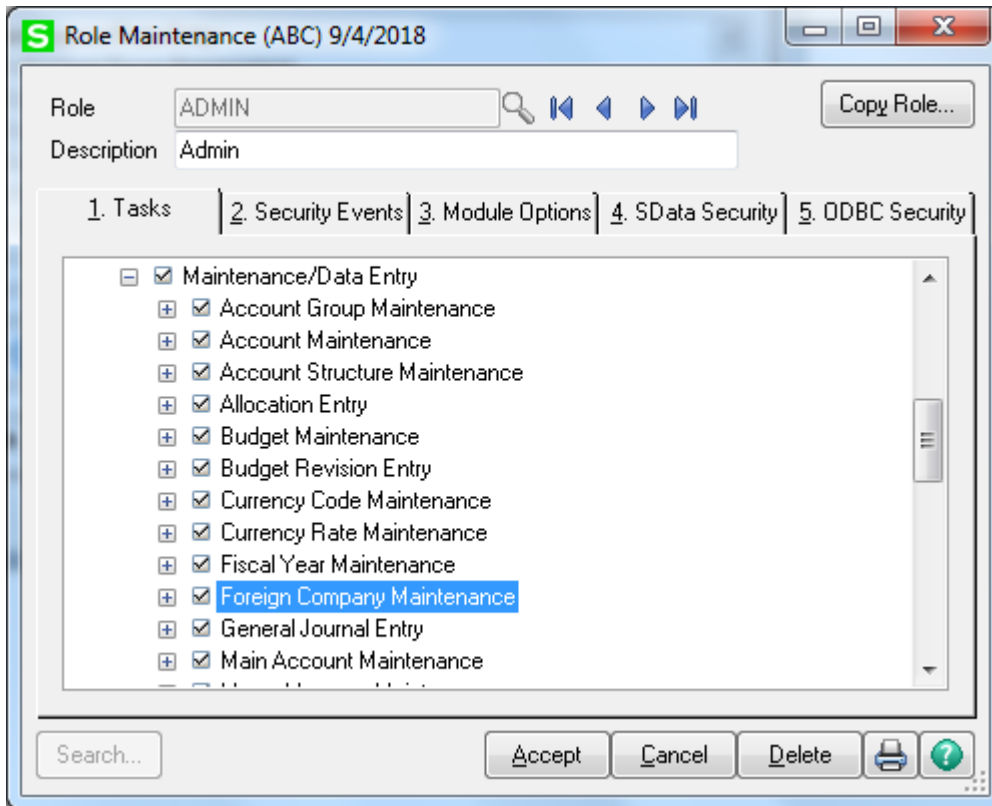 S Role Maintenance (ABC) 9/4/2018
Role ADMIN Copy Role...
Description Admin
1. Tasks 2. Security Events 3. Module Options 4. SData Security 5. ODBC Security
Maintenance/Data Entry
Account Group Maintenance
Account Maintenance
Account Structure Maintenance
Allocation Entry
Budget Maintenance
Budget Revision Entry
Currency Code Maintenance
Currency Rate Maintenance
Fiscal Year Maintenance
Foreign Company Maintenance
General Journal Entry
Main Account Maintenance
Search... Accept Cancel Delete ?